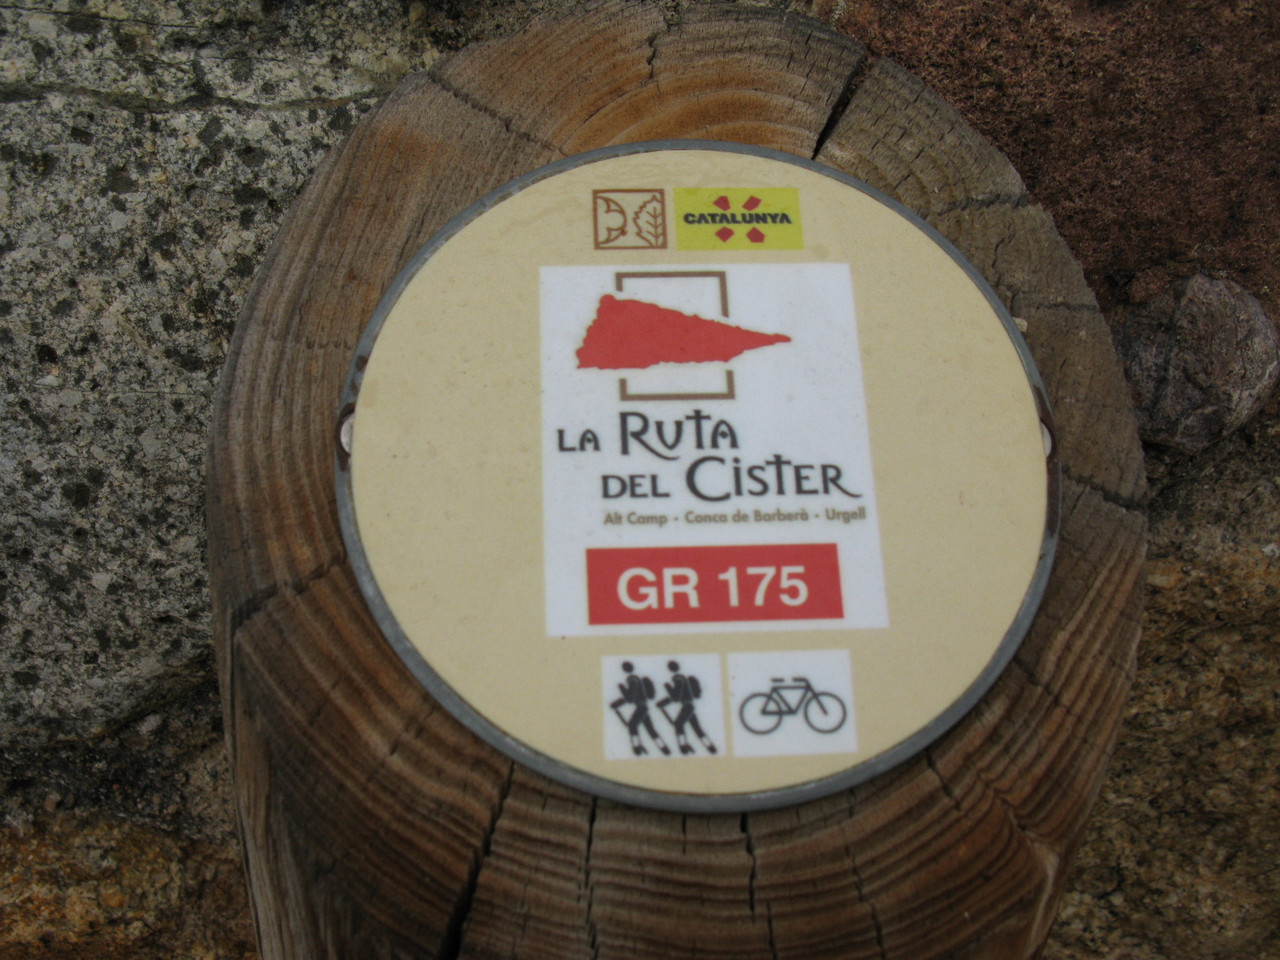 CATALUNYA
LA RUTA
DEL CISTER
Alt Camp · Conca de Barberà · Urgell
GR 175